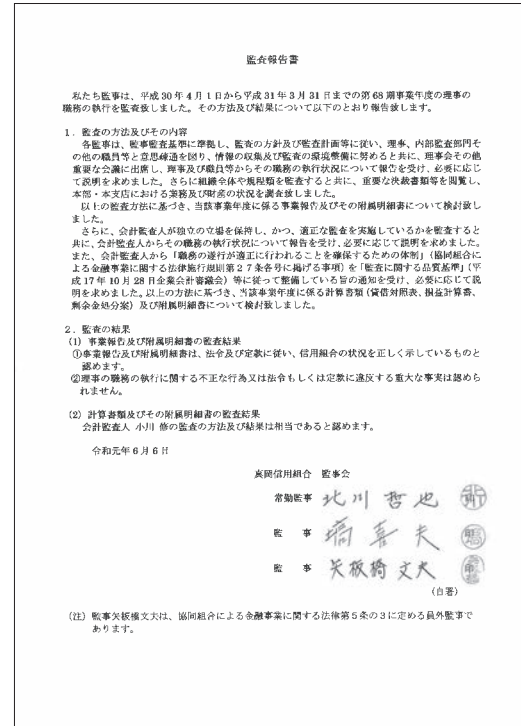 監査報告書
私たち監事は、平成30年4月1日から平成31年3月31日までの第68期事業年度の理事の
職務の執行を監査致しました。その方法及び結果について以下のとおり報告致します。
1．監査の方法及びその内容
各監事は、監事監査基準に準拠し、監査の方針及び監査計画等に従い、理事、内部監査部門そ
の他の職員等と意思疎通を図り、情報の収集及び監査の環境整備に努めると共に、理事会その他
重要な会議に出席し、理事及び職員等からその職務の執行状況について報告を受け、必要に応じ
て説明を求めました。さらに組織全体や規程類を監査すると共に、重要な決裁書類等を閲覧し、
本部・本支店における業務及び財産の状況を調査致しました。
以上の監査方法に基づき、当該事業年度に係る事業報告及びその附属明細書について検討致し
ました。
さらに、会計監査人が独立の立場を保持し、かつ、適正な監査を実施しているかを監査すると
共に、会計監査人からその職務の執行状況について報告を受け、必要に応じて説明を求めました。
また、会計監査人から「職務の遂行が適正に行われることを確保するための体制」（協同組合に
よる金融事業に関する法律施行規則第27条各号に掲げる事項）を「監査に関する品質基準」（平
成17年10月28日企業会計審議会）等に従って整備している旨の通知を受け、必要に応じて説
明を求めました。以上の方法に基づき、当該事業年度に係る計算書類（貸借対照表、損益計算書、
剰余金処分案）及び附属明細書について検討致しました。
2．監査の結果
(1) 事業報告及び附属明細書の監査結果
①事業報告及び附属明細書は、法令及び定款に従い、信用組合の状況を正しく示しているものと
認めます。
②理事の職務の執行に関する不正な行為又は法令もしくは定款に違反する重大な事実は認めら
れません。
(2) 計算書類及びその附属明細書の監査結果
会計監査人 小川 修の監査の方法及び結果は相当であると認めます。
令和元年6月6日
真岡信用組合 監事会
常勤監事 北川 哲也
監 事 塙 喜夫
監 事 矢板橋 文夫
（自署）
（注）監事矢板橋文夫は、協同組合による金融事業に関する法律第5条の3に定める員外監事で
あります。